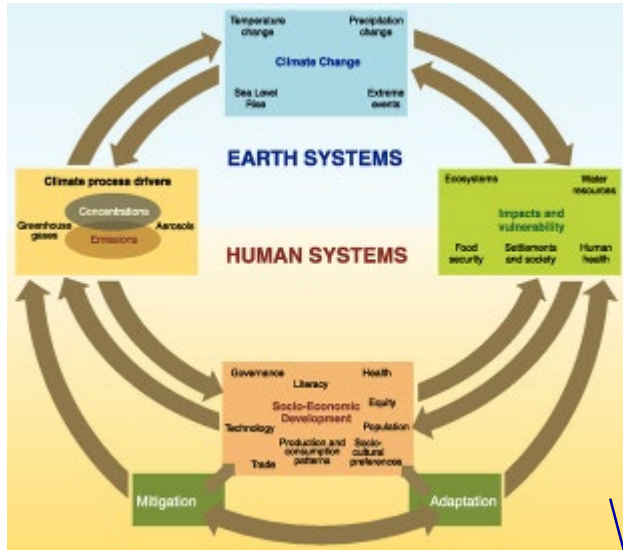 Temperature change
Precipitation change
Climate Change
Sea Level Rise
Extreme events
EARTH SYSTEMS
Climate process drivers
Concentrations
Greenhouse gases
Aerosols
Emissions
Ecosystems
Water resources
Impacts and vulnerability
Food security
Settlements and society
Human health
HUMAN SYSTEMS
Governance
Health
Literacy
Equity
Socio-Economic Development
Technology
Population
Production and consumption patterns
Socio-cultural preferences
Trade
Mitigation
Adaptation